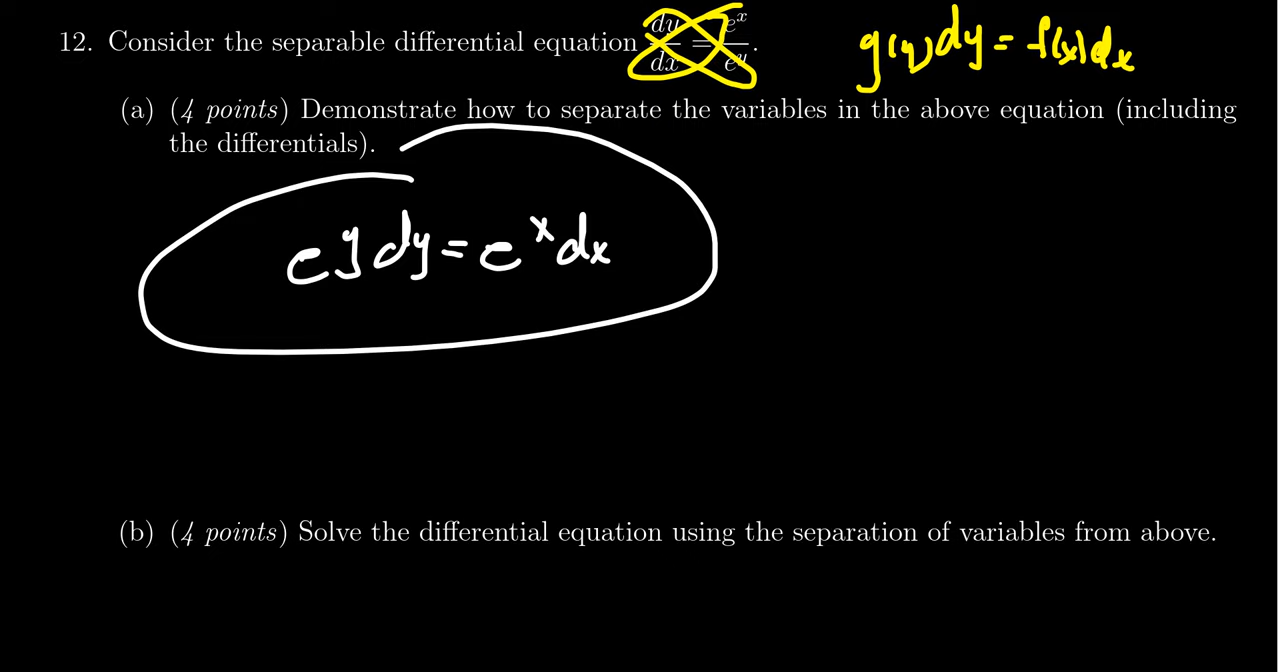 12. Consider the separable differential equation dy/dx = e^x/e^y.
g(y)dy = f(x)dx
(a) (4 points) Demonstrate how to separate the variables in the above equation (including
the differentials).
e^y dy = e^x dx
(b) (4 points) Solve the differential equation using the separation of variables from above.